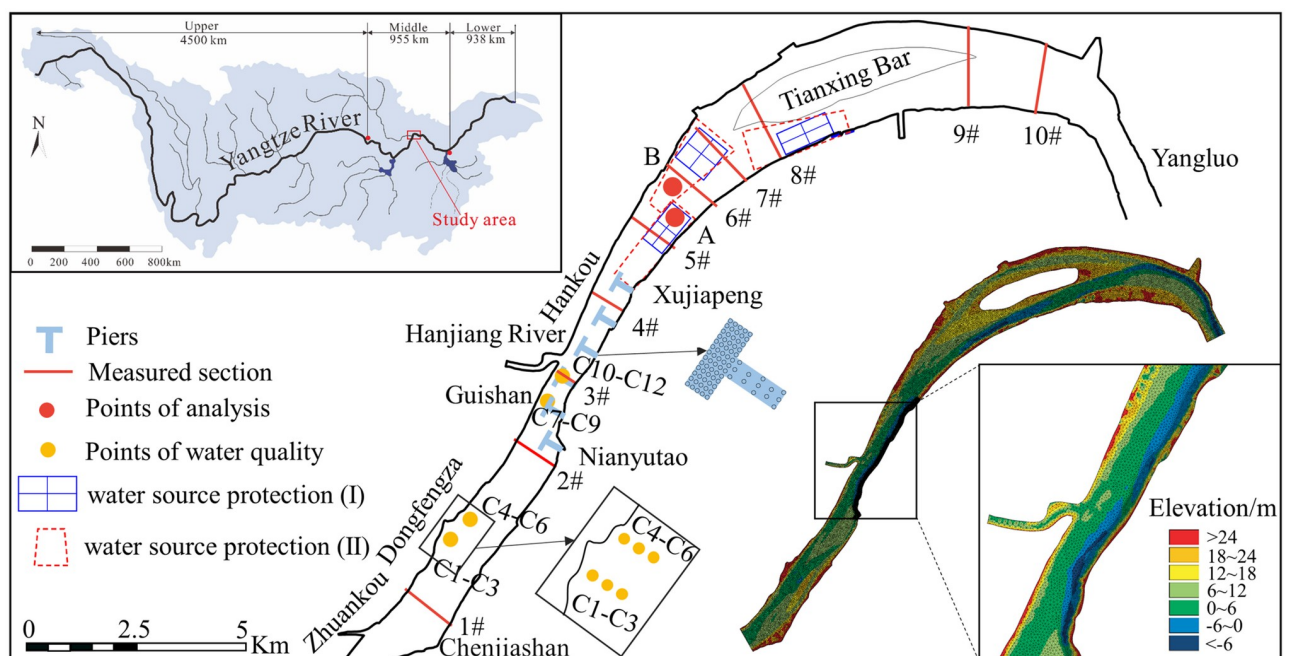 Upper
4500 km
Middle
955 km
Lower
938 km
N
Yangtze River
Study area
0 200 400 600 800km
Piers
Measured section
Points of analysis
Points of water quality
water source protection (I)
water source protection (II)
0 2.5 5 Km
Tianxing Bar
9#
10#
Yangluo
B
8#
7#
6#
A
5#
Hankou
Xujiapeng
4#
Hanjiang River
C10-C12
3#
Guishan
C7-C9
Nianyutao
2#
Dongfengza
C4-C6
C1-C3
C4-C6
C1-C3
Zhuankou
1#
Chenjiashan
Elevation/m
>24
18~24
12~18
6~12
0~6
-6~0
<-6